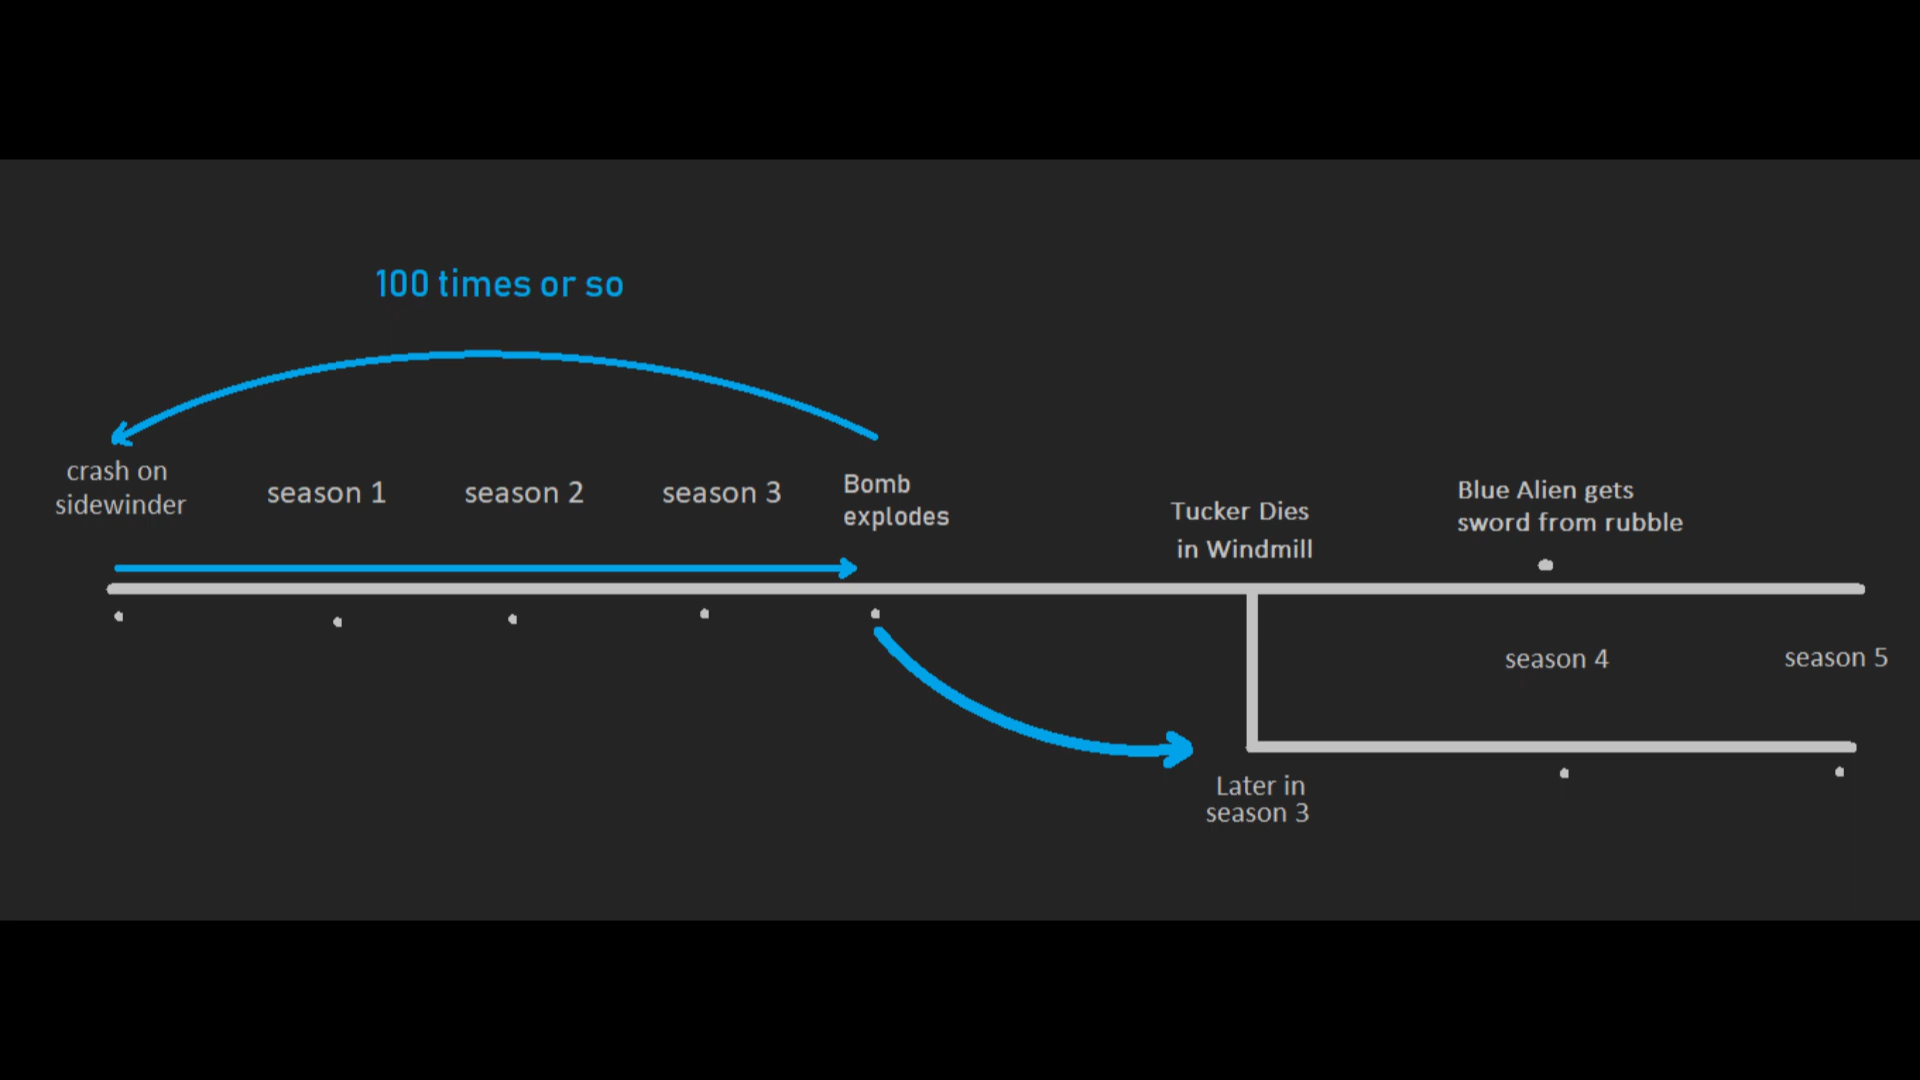 100 times or so
crash on
sidewinder
season 1
season 2
season 3
Bomb
explodes
Tucker Dies
in Windmill
Blue Alien gets
sword from rubble
season 4
season 5
Later in
season 3